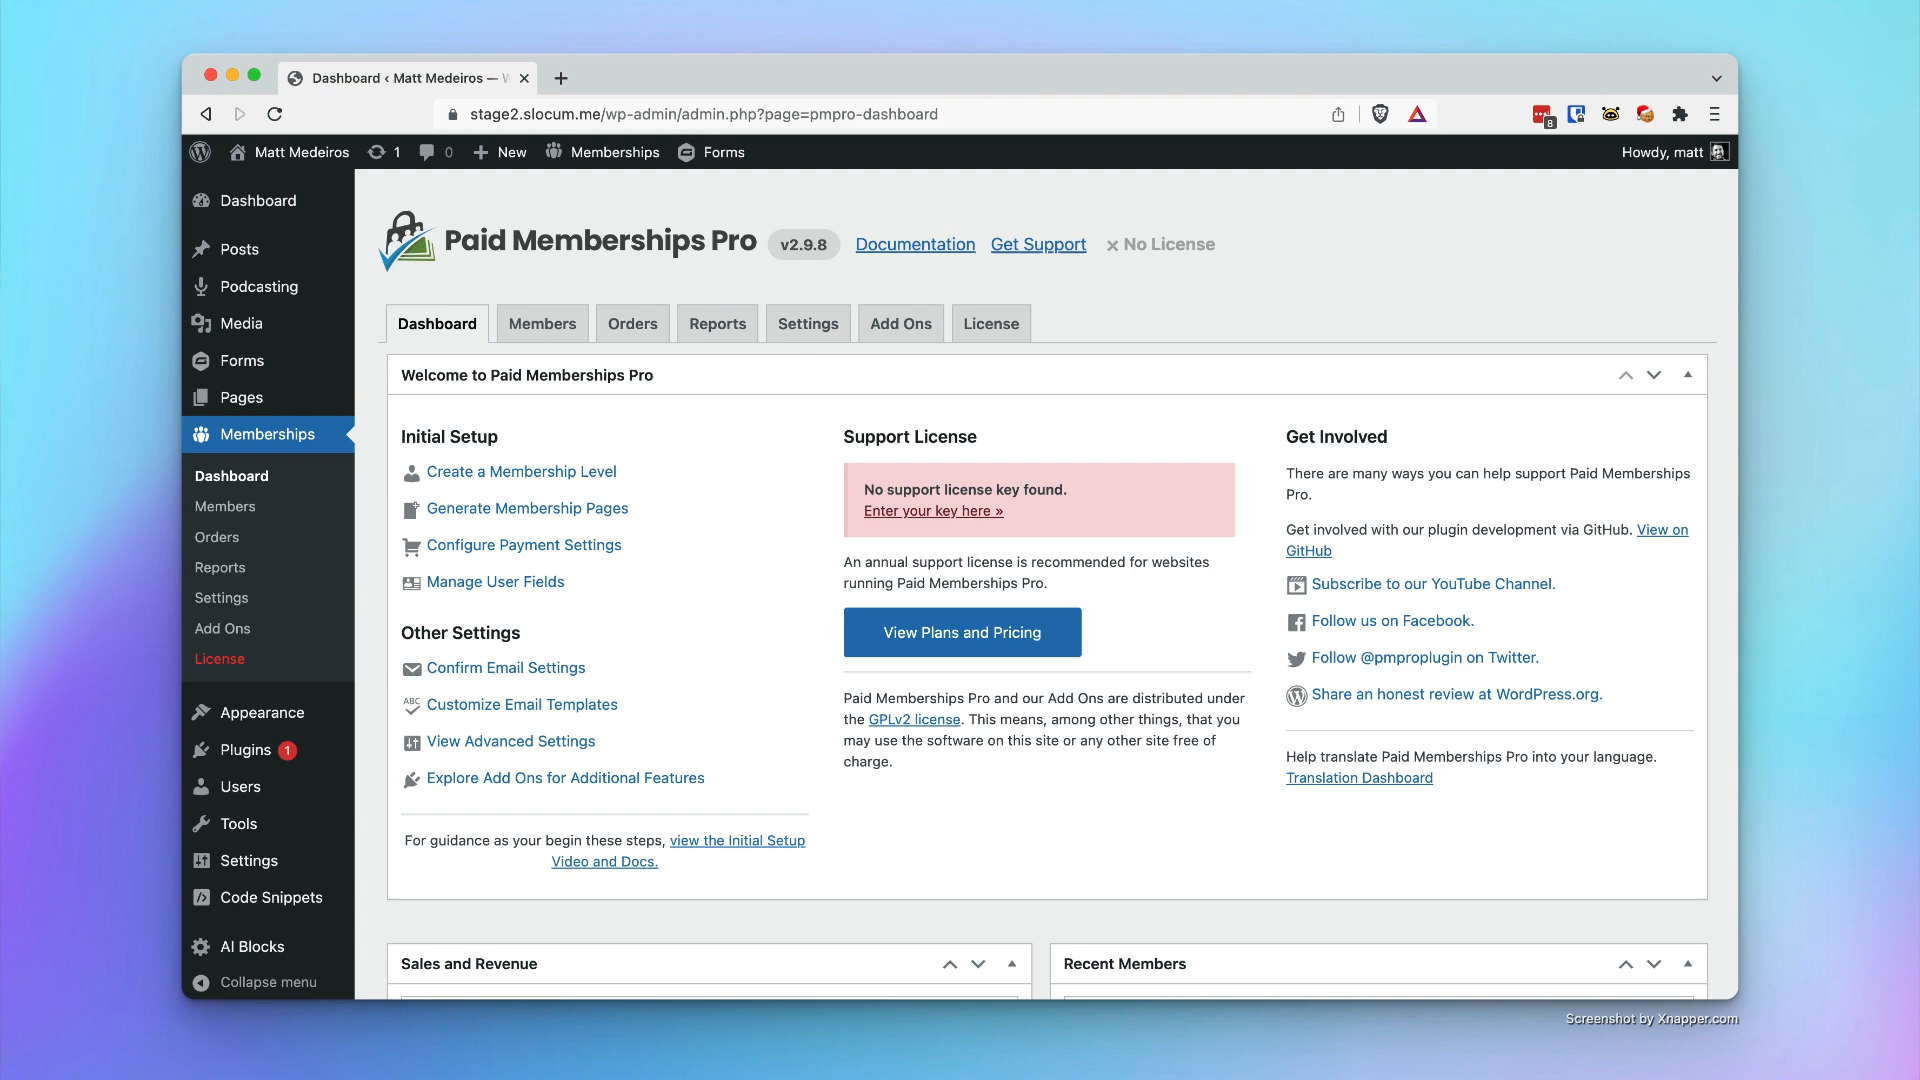 Dashboard ‹ Matt Medeiros —
stage2.slocum.me/wp-admin/admin.php?page=pmpro-dashboard
8
Matt Medeiros 1 0 New Memberships Forms Howdy, matt
Dashboard
Posts
Podcasting
Media
Forms
Pages
Memberships
Dashboard
Members
Orders
Reports
Settings
Add Ons
License
Appearance
Plugins 1
Users
Tools
Settings
Code Snippets
AI Blocks
Collapse menu
Paid Memberships Pro v2.9.8 Documentation Get Support × No License
Dashboard Members Orders Reports Settings Add Ons License
Welcome to Paid Memberships Pro
Initial Setup
Create a Membership Level
Generate Membership Pages
Configure Payment Settings
Manage User Fields
Other Settings
Confirm Email Settings
ABC Customize Email Templates
View Advanced Settings
Explore Add Ons for Additional Features
For guidance as your begin these steps, view the Initial Setup
Video and Docs.
Support License
No support license key found.
Enter your key here »
An annual support license is recommended for websites
running Paid Memberships Pro.
View Plans and Pricing
Paid Memberships Pro and our Add Ons are distributed under
the GPLv2 license. This means, among other things, that you
may use the software on this site or any other site free of
charge.
Get Involved
There are many ways you can help support Paid Memberships
Pro.
Get involved with our plugin development via GitHub. View on
GitHub
Subscribe to our YouTube Channel.
Follow us on Facebook.
Follow @pmproplugin on Twitter.
Share an honest review at WordPress.org.
Help translate Paid Memberships Pro into your language.
Translation Dashboard
Sales and Revenue
Recent Members
Screenshot by Xnapper.com